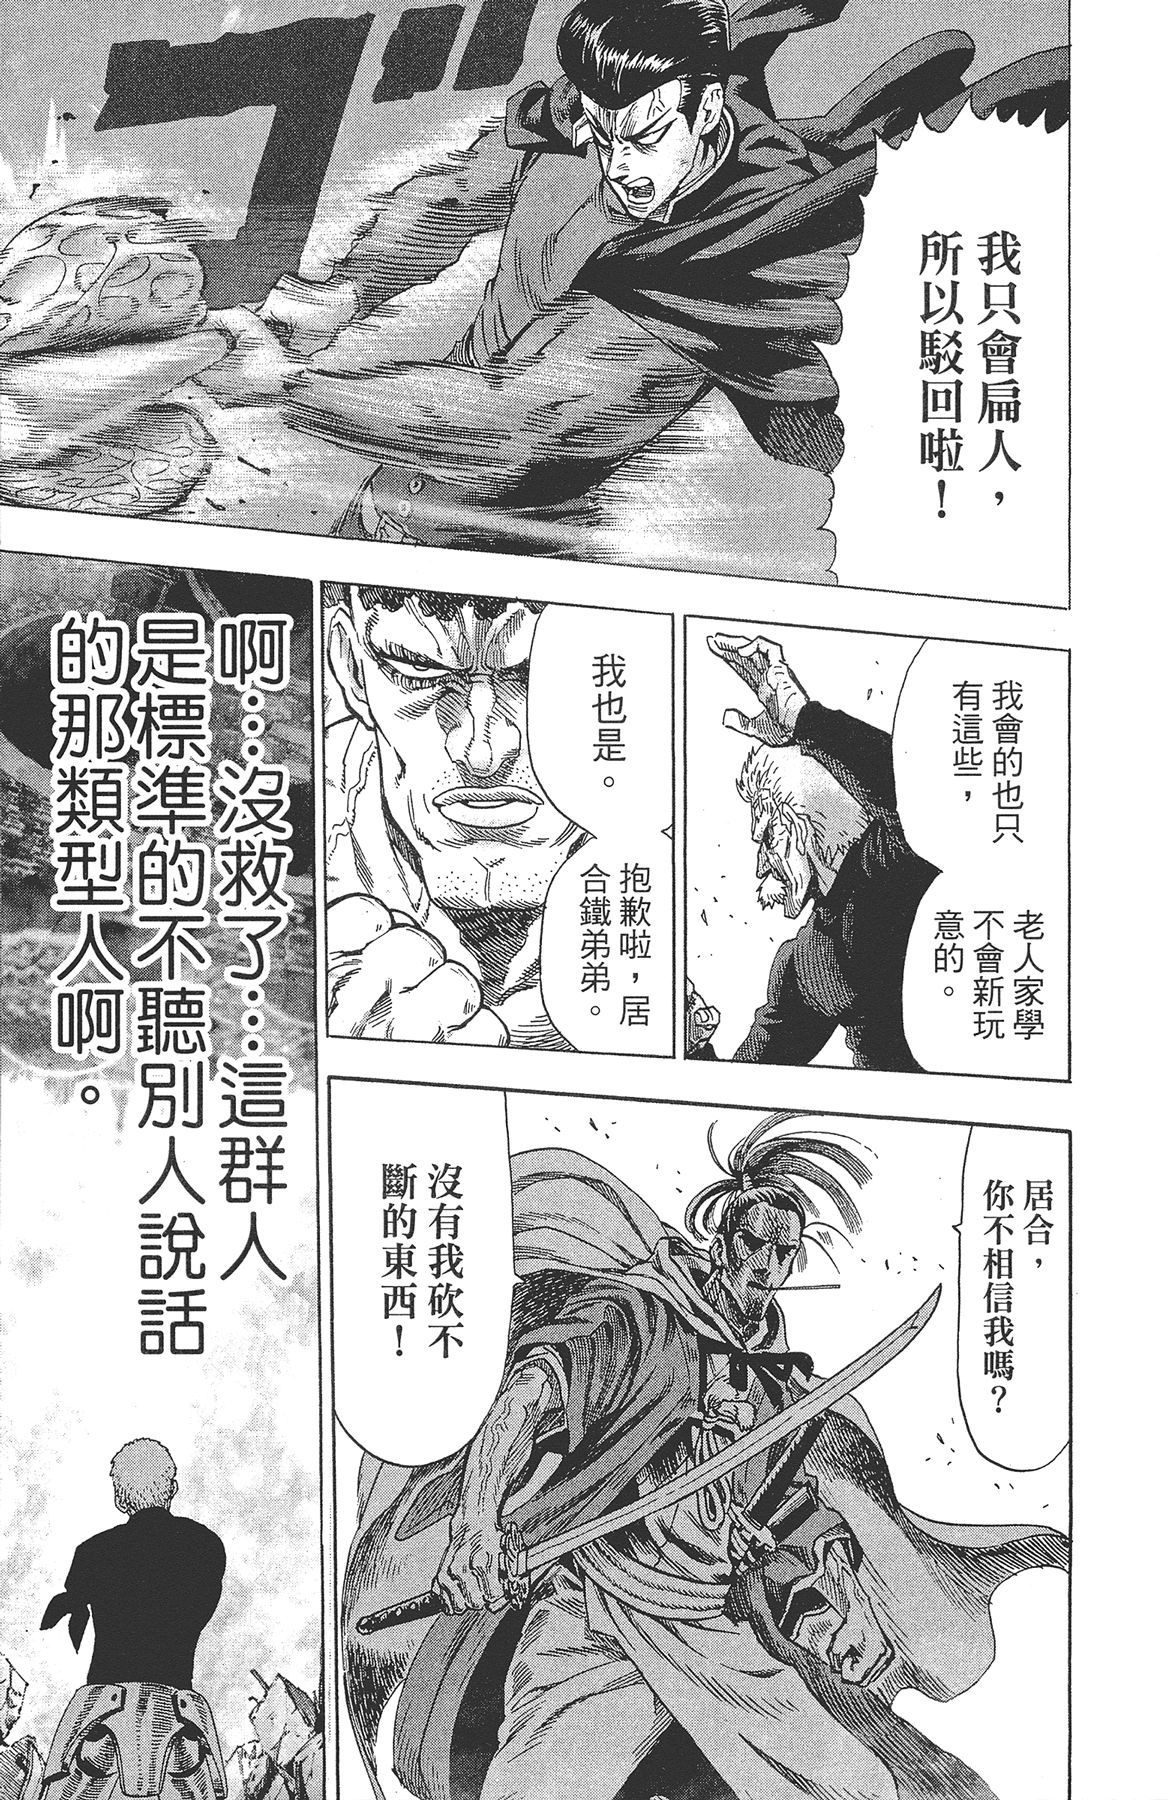 我只會扁人，
所以駁回啦！
ゴ
我會的也只
有這些，
老人家學
不會新玩
意的。
我也是。
抱歉啦，居
合鐵弟弟。
居合，
你不相信我嗎？
沒有我砍不
斷的東西！
啊⋯沒救了⋯這群人
是標準的不聽別人說話
的那類型人啊。